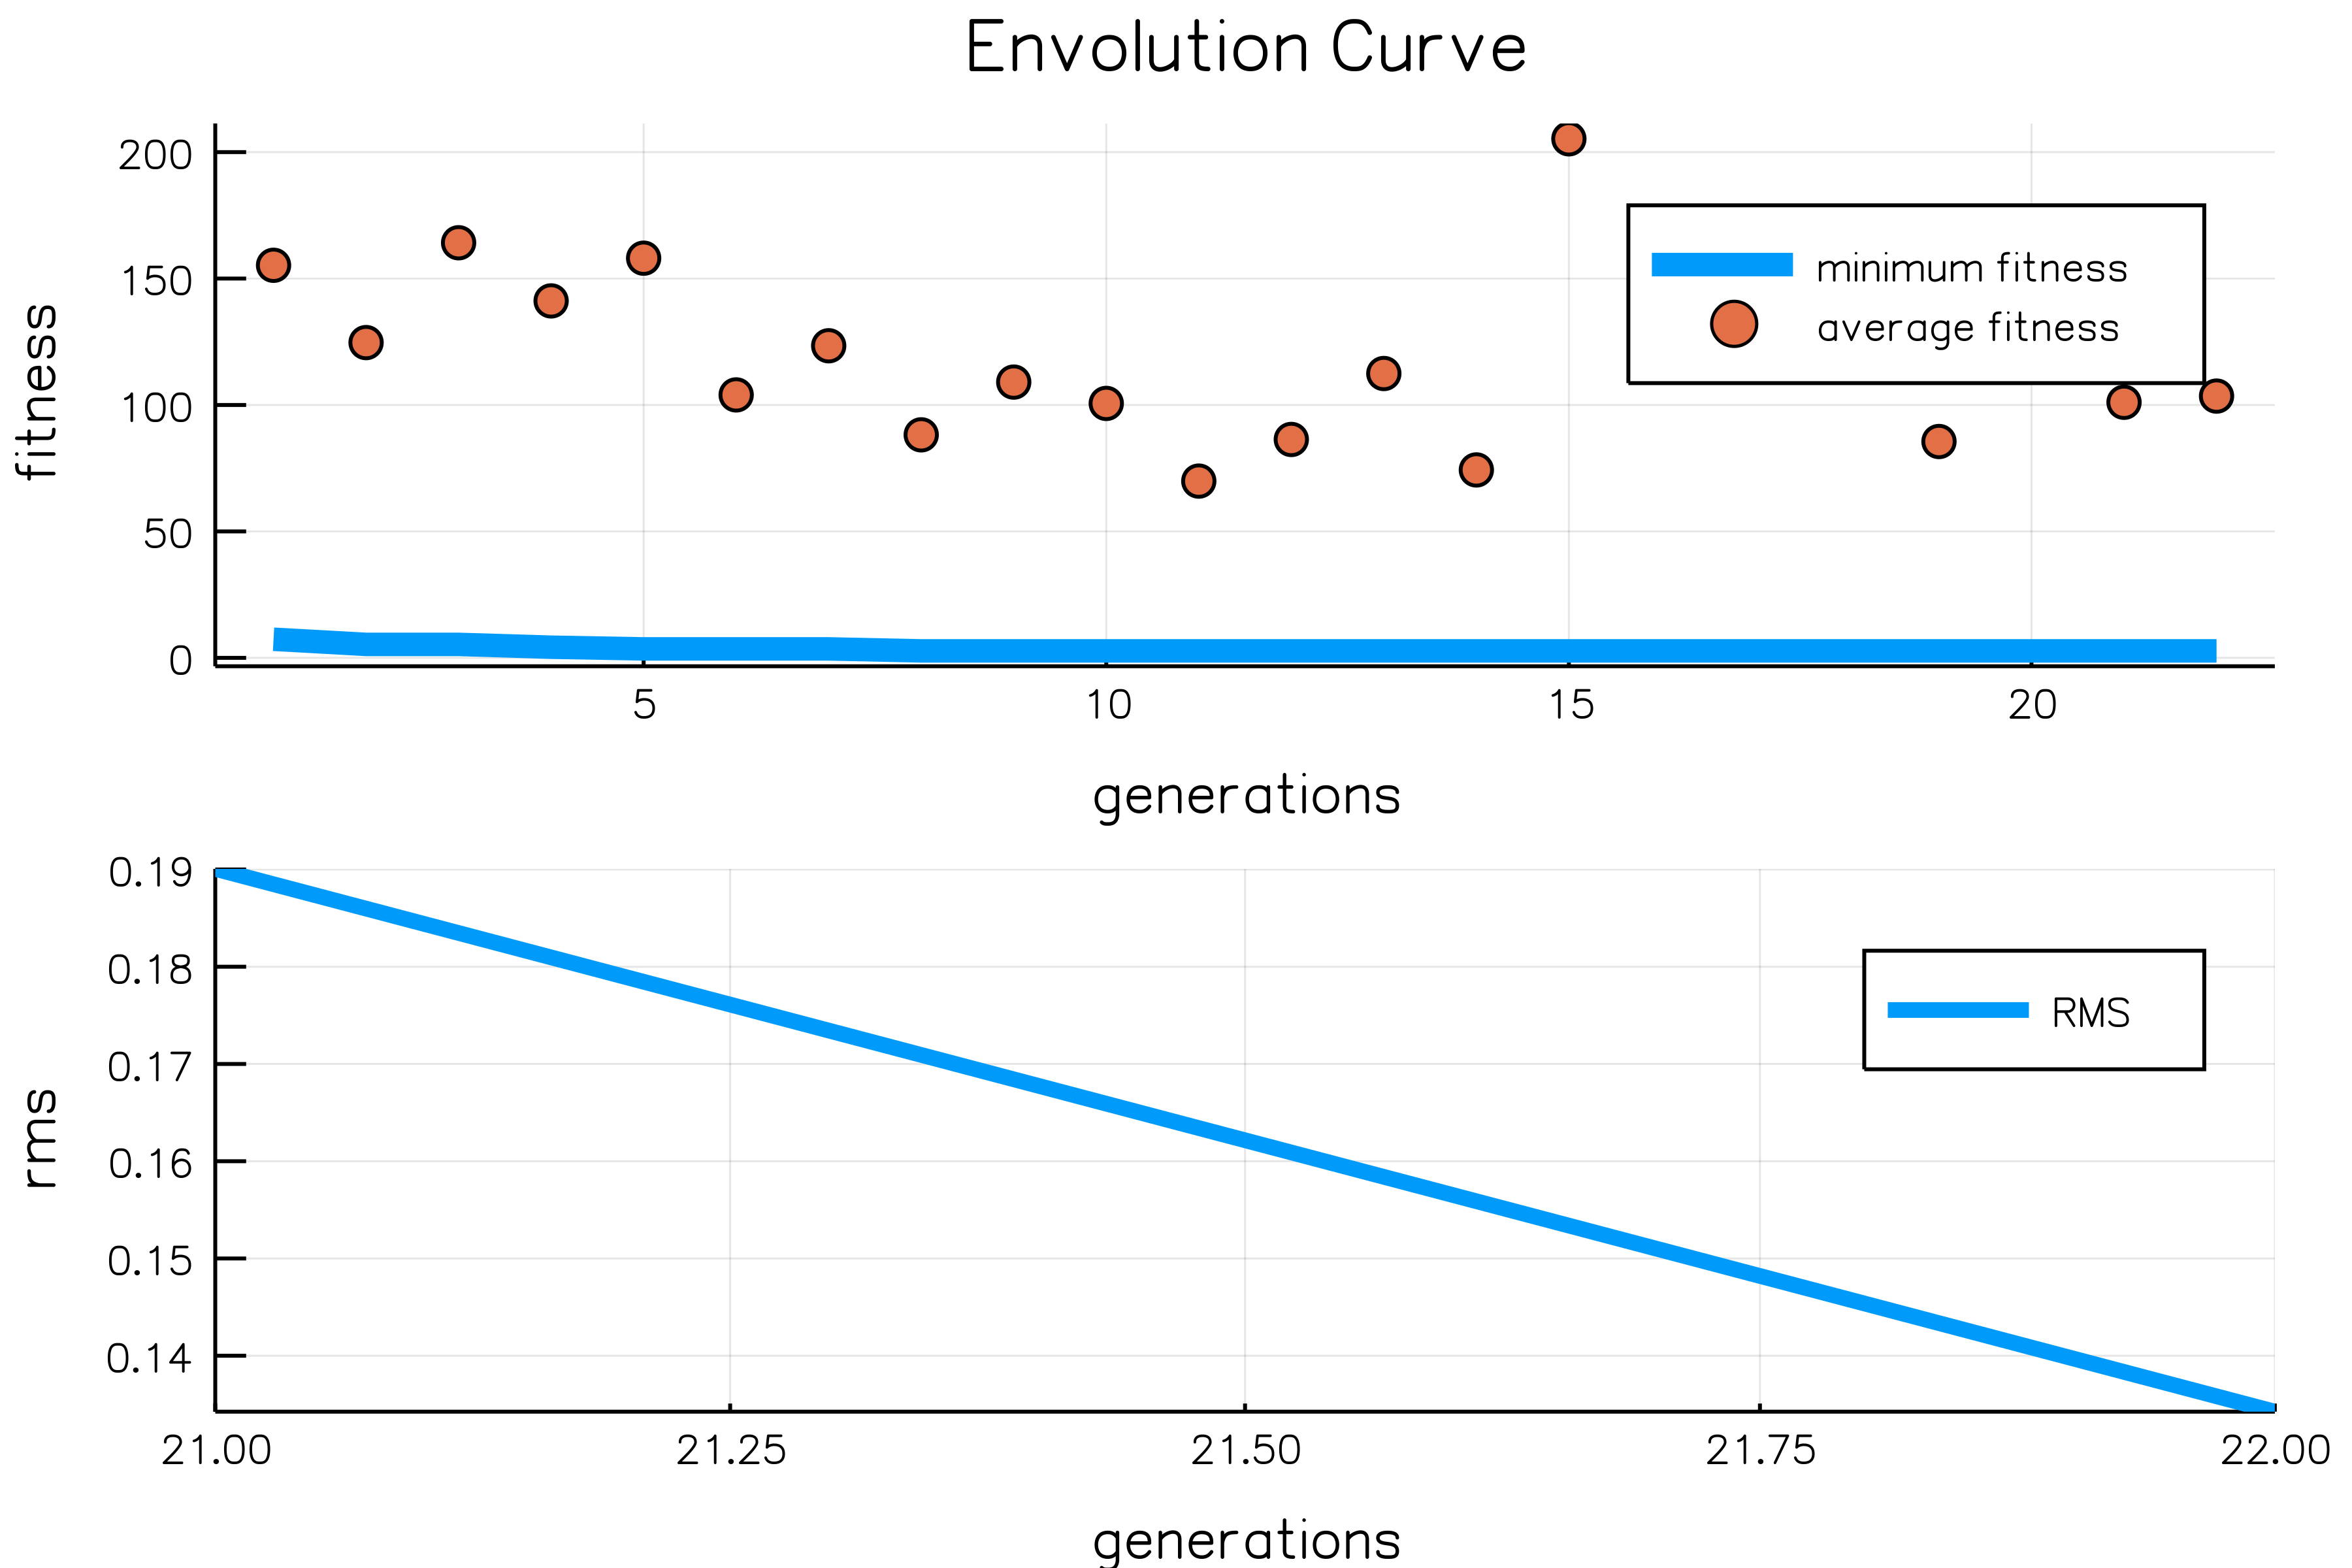 Envolution Curve
200
150
100
50
0
fitness
minimum fitness
average fitness
5 10 15 20
generations
0.19
0.18
0.17
0.16
0.15
0.14
rms
RMS
21.00 21.25 21.50 21.75 22.00
generations